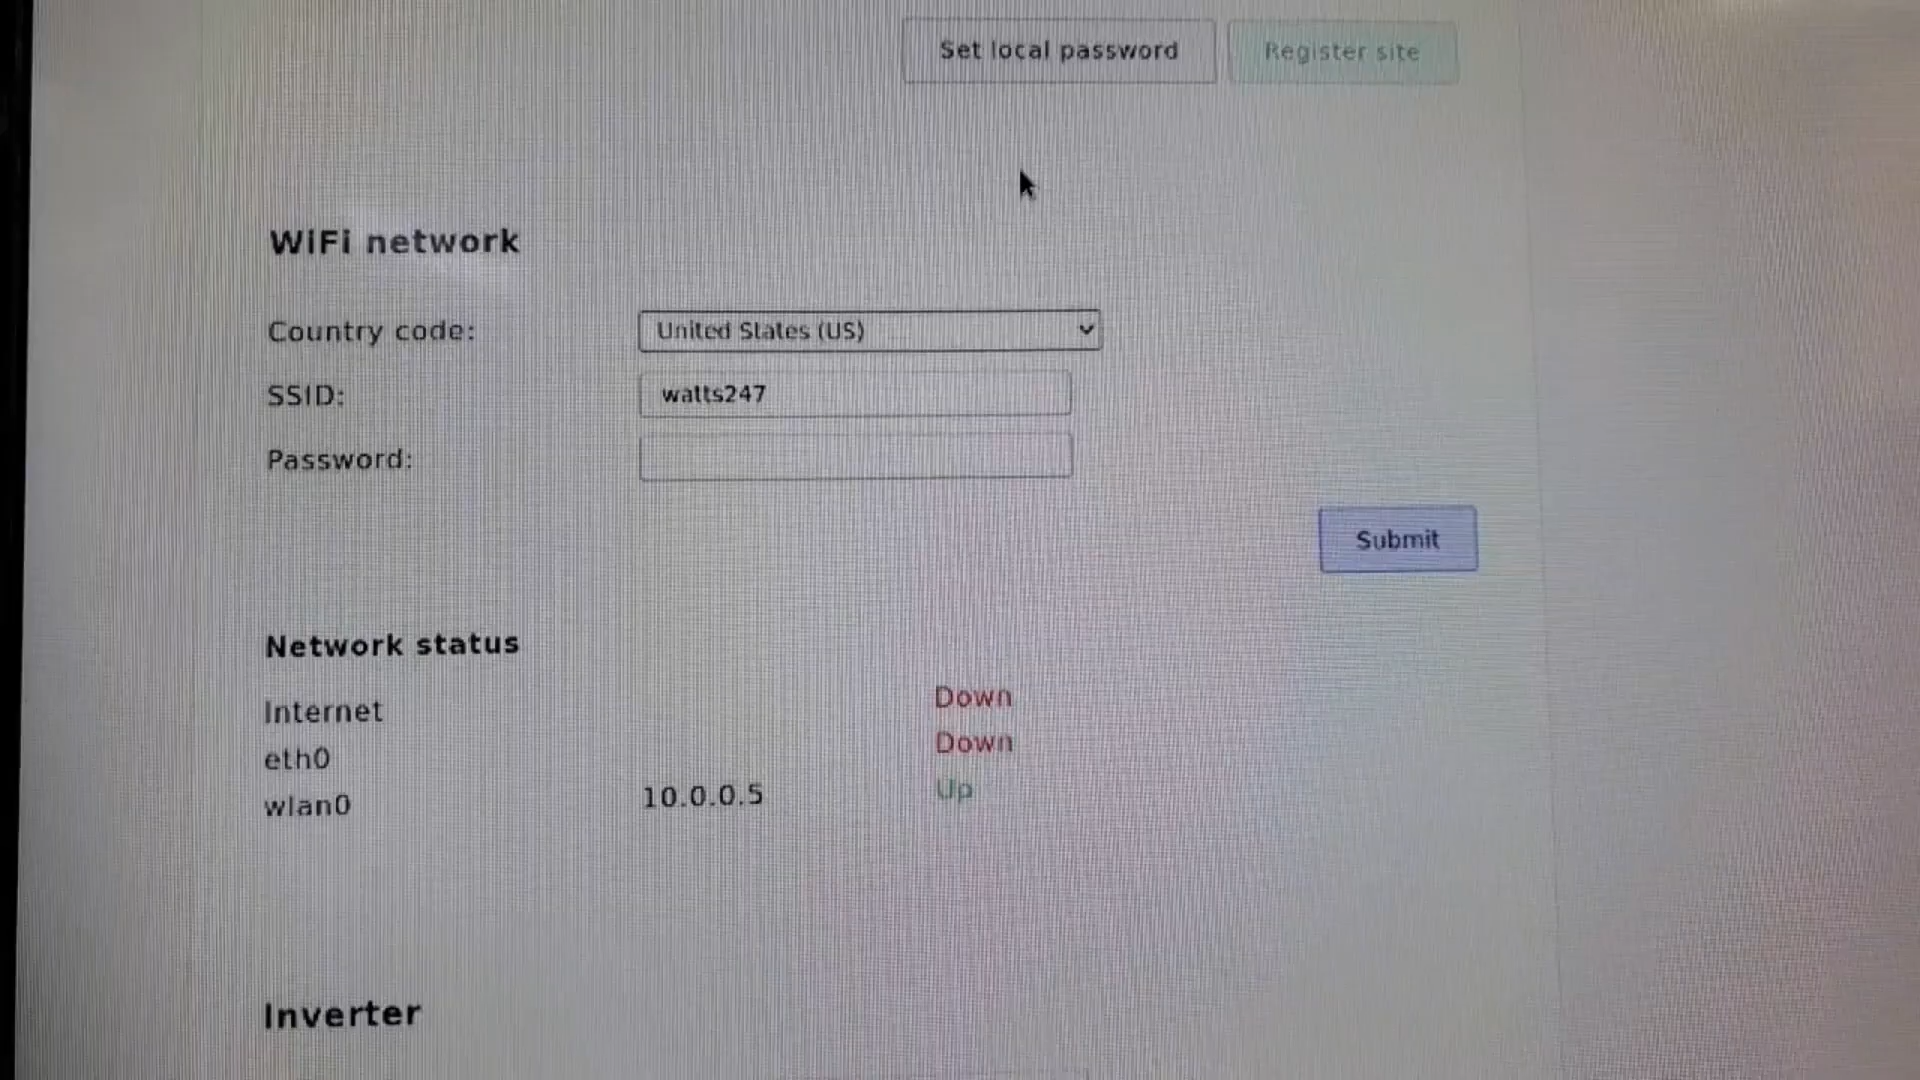 Set local password Register site
WiFi network
Country code: United States (US)
SSID: watts247
Password:
Submit
Network status
Internet Down
eth0 Down
wlan0 10.0.0.5 Up
Inverter